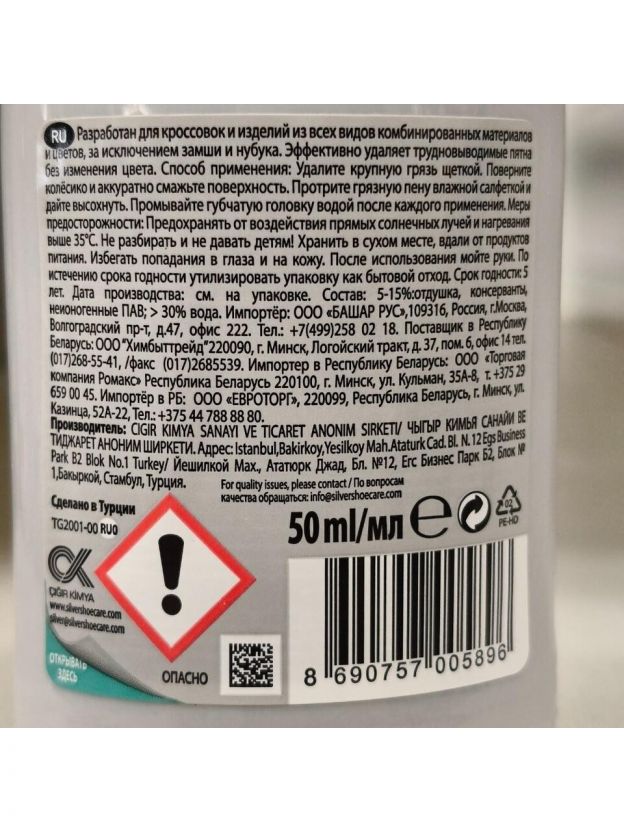 RU Разработан для кроссовок и изделий из всех видов комбинированных материалов
и цветов, за исключением замши и нубука. Эффективно удаляет трудновыводимые пятна
без изменения цвета. Способ применения: Удалите крупную грязь щеткой. Поверните
колёсико и аккуратно смажьте поверхность. Протрите грязную пену влажной салфеткой и
дайте высохнуть. Промывайте губчатую головку водой после каждого применения. Меры
предосторожности: Предохранять от воздействия прямых солнечных лучей и нагревания
выше 35°C. Не разбирать и не давать детям! Хранить в сухом месте, вдали от продуктов
питания. Избегать попадания в глаза и на кожу. После использования мойте руки. По
истечению срока годности утилизировать упаковку как бытовой отход. Срок годности: 5
лет. Дата производства: см. на упаковке. Состав: 5-15%:отдушка, консерванты,
неионогенные ПАВ; > 30% вода. Импортёр: ООО «БАШАР РУС»,109316, Россия, г.Москва,
Волгоградский пр-т, д.47, офис 222. Тел.: +7(499)258 02 18. Поставщик в Республику
Беларусь: ООО "Химбыттрейд"220090, г. Минск, Логойский тракт, д. 37, пом. 6, офис 14 тел.
(017)268-55-41, /факс (017)2685539. Импортер в Республику Беларусь: ООО «Торговая
компания Ромакс» Республика Беларусь 220100, г. Минск, ул. Кульман, 35А-8, т. +375 29
659 00 45. Импортер в РБ: ООО «ЕВРОТОРГ», 220099, Республика Беларусь, г. Минск, ул.
Казинца, 52А-22, Тел.: +375 44 788 88 80.
Производитель: CIGIR KIMYA SANAYI VE TICARET ANONIM SIRKETI/ ЧЫГЫР КИМЬЯ САНАЙИ ВЕ
ТИДЖАРЕТ АНОНИМ ШИРКЕТИ. Адрес: Istanbul,Bakirkoy,Yesilkoy Mah.Ataturk Cad. Bl. N. 12 Egs Business
Park B2 Blok No.1 Turkey/ Йешилкой Мах., Ататюрк Джад, Бл. №12, Егс Бизнес Парк Б2, Блок №
1,Бакыркой, Стамбул, Турция.
For quality issues, please contact / По вопросам
качества обращаться: info@silvershoecare.com
Сделано в Турции
TG2001-00 RU0
50 ml/мл
02
PE-HD
ÇIĞIR KİMYA
www.silvershoecare.com
silver@silvershoecare.com
ОТКРЫВАТЬ
ЗДЕСЬ
ОПАСНО
8 690757 005896